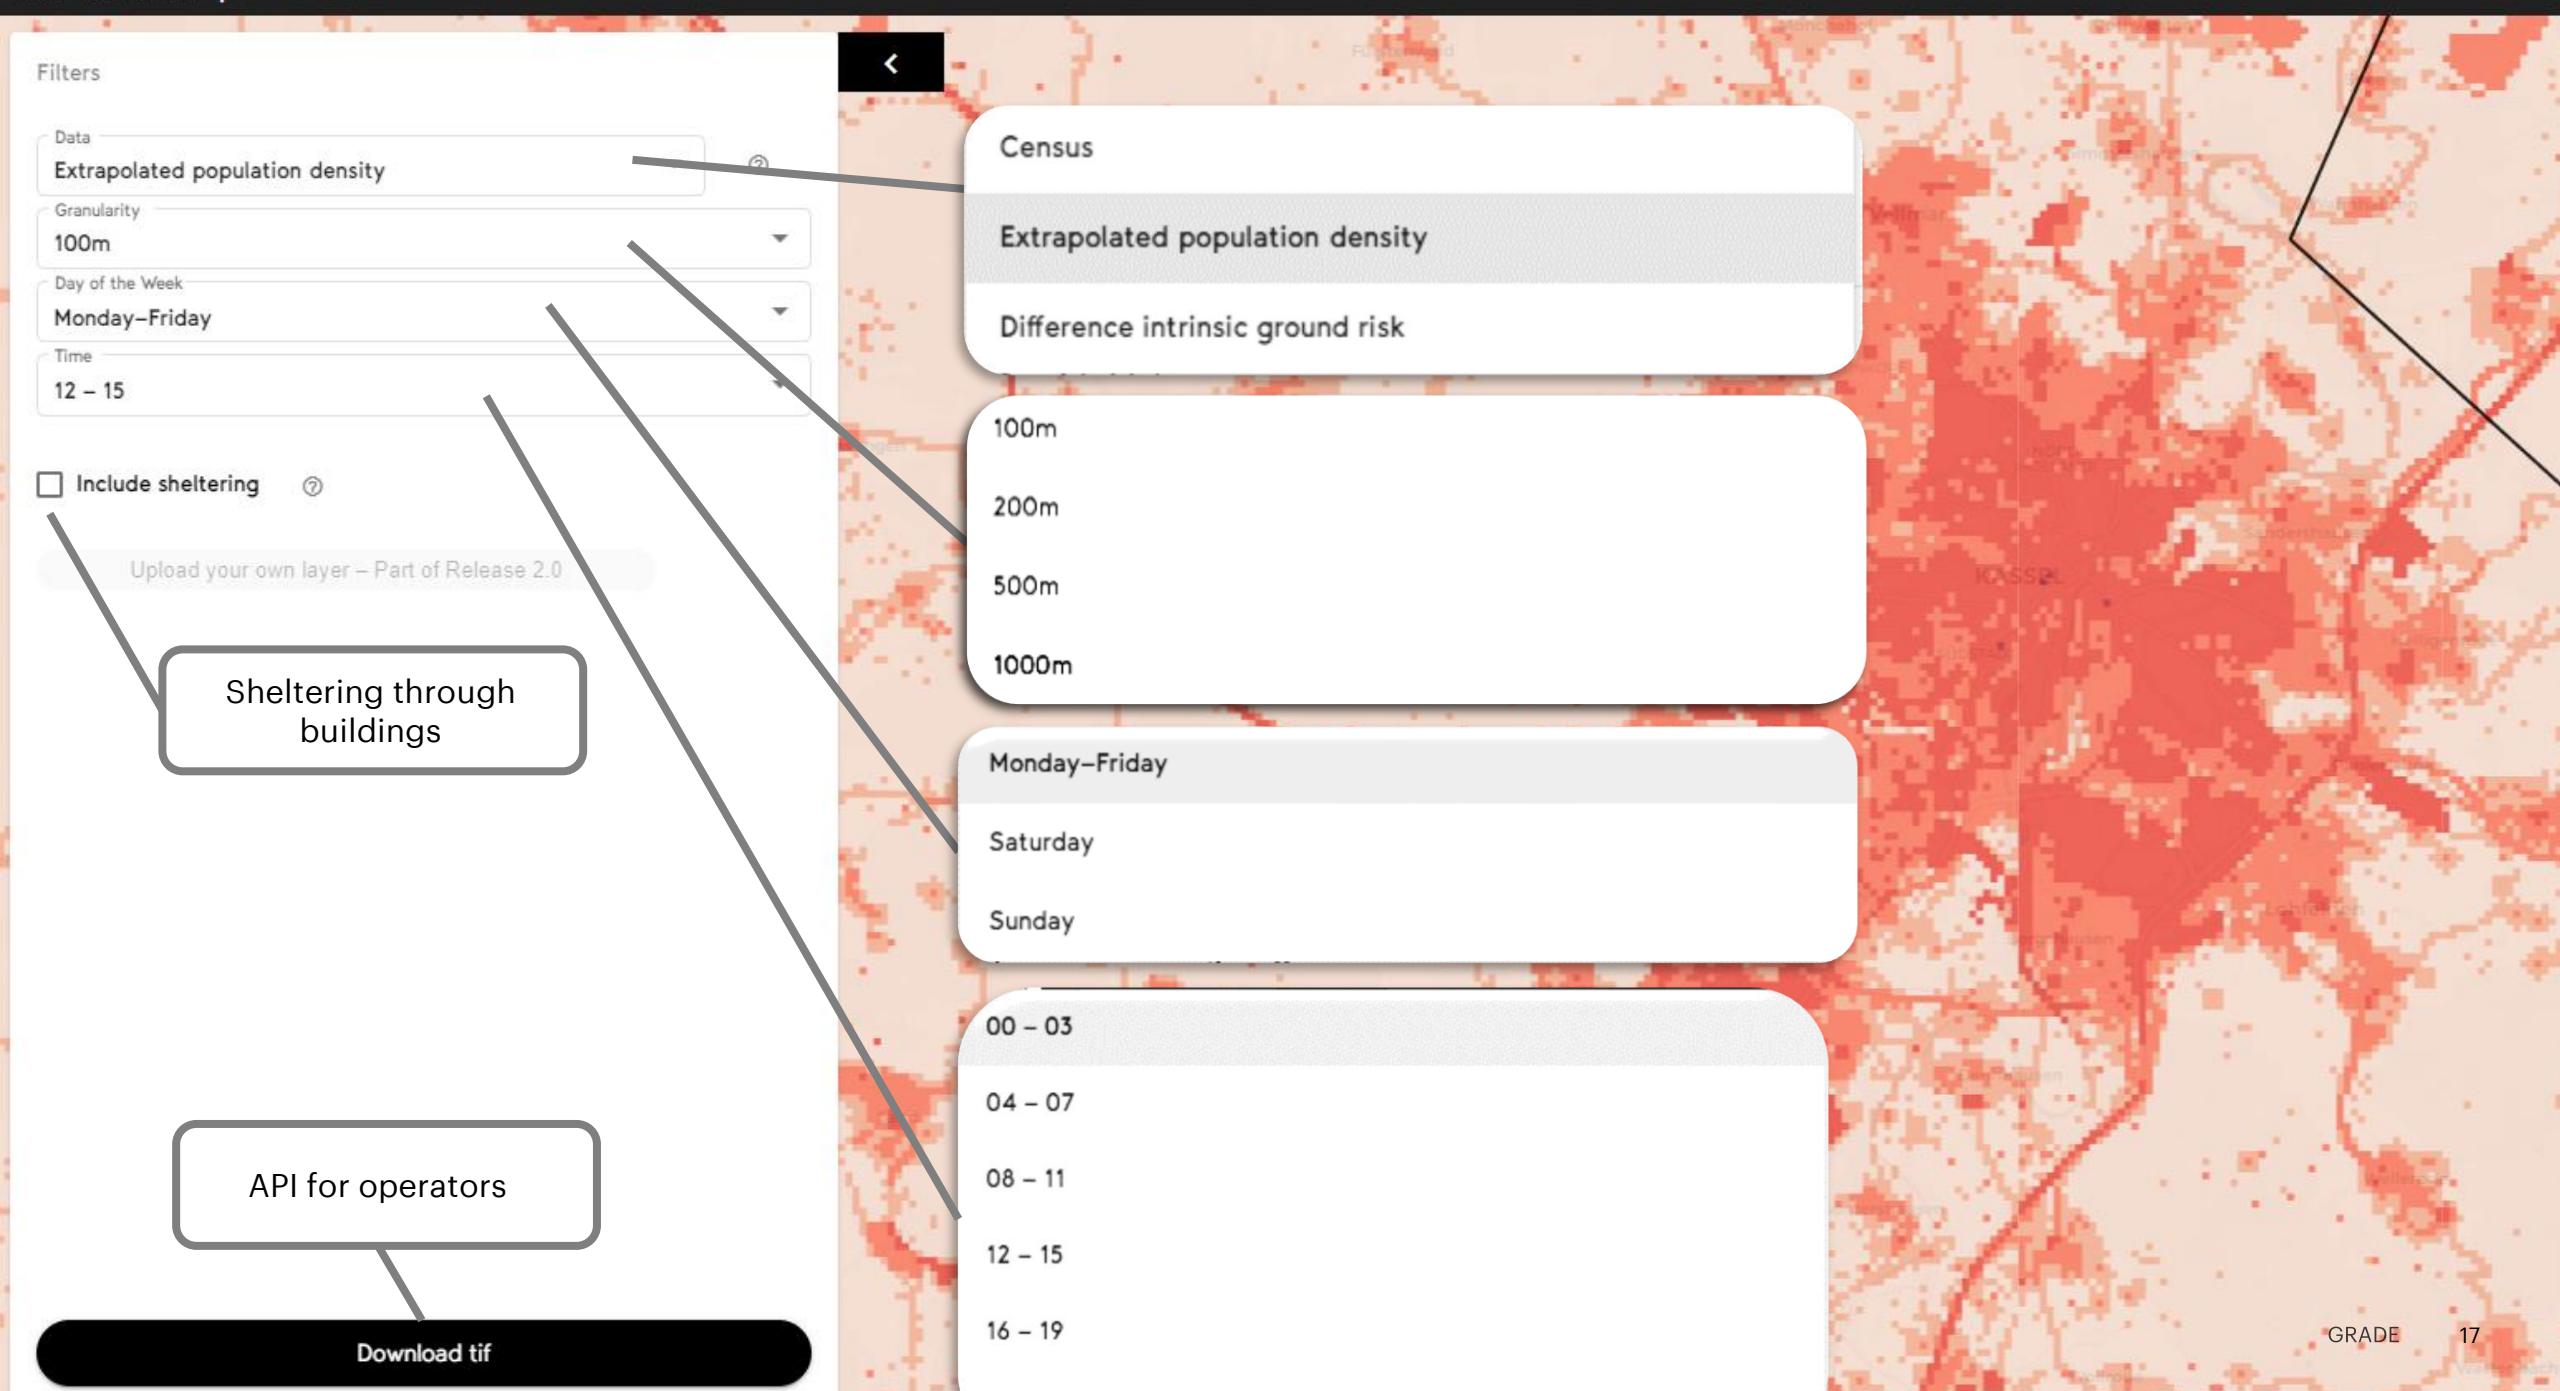 Filters
Data
Extrapolated population density
Granularity
100m
Day of the Week
Monday–Friday
Time
12 – 15
Include sheltering
Upload your own layer – Part of Release 2.0
Sheltering through
buildings
API for operators
Download tif
Census
Extrapolated population density
Difference intrinsic ground risk
100m
200m
500m
1000m
Monday–Friday
Saturday
Sunday
00 – 03
04 – 07
08 – 11
12 – 15
16 – 19
KASSEL
GRADE 17